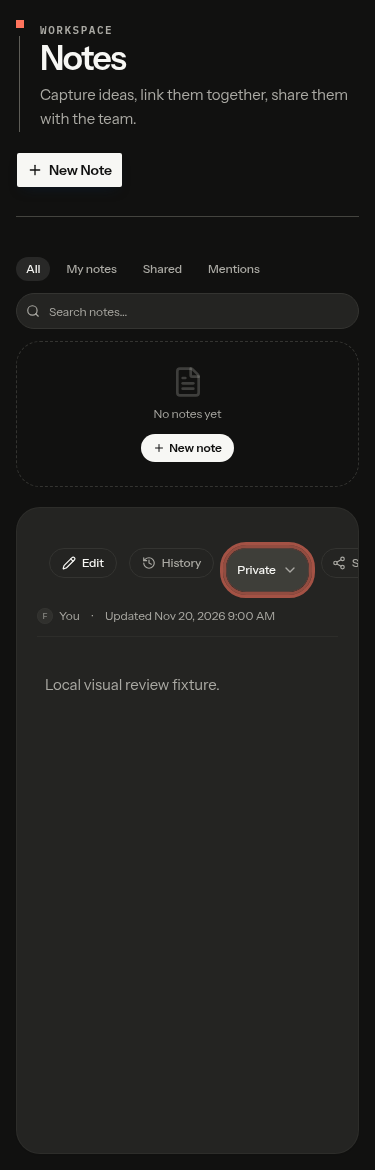 WORKSPACE
Notes
Capture ideas, link them together, share them
with the team.
+ New Note
All My notes Shared Mentions
Search notes...
No notes yet
+ New note
Edit History Private S
F You · Updated Nov 20, 2026 9:00 AM
Local visual review fixture.